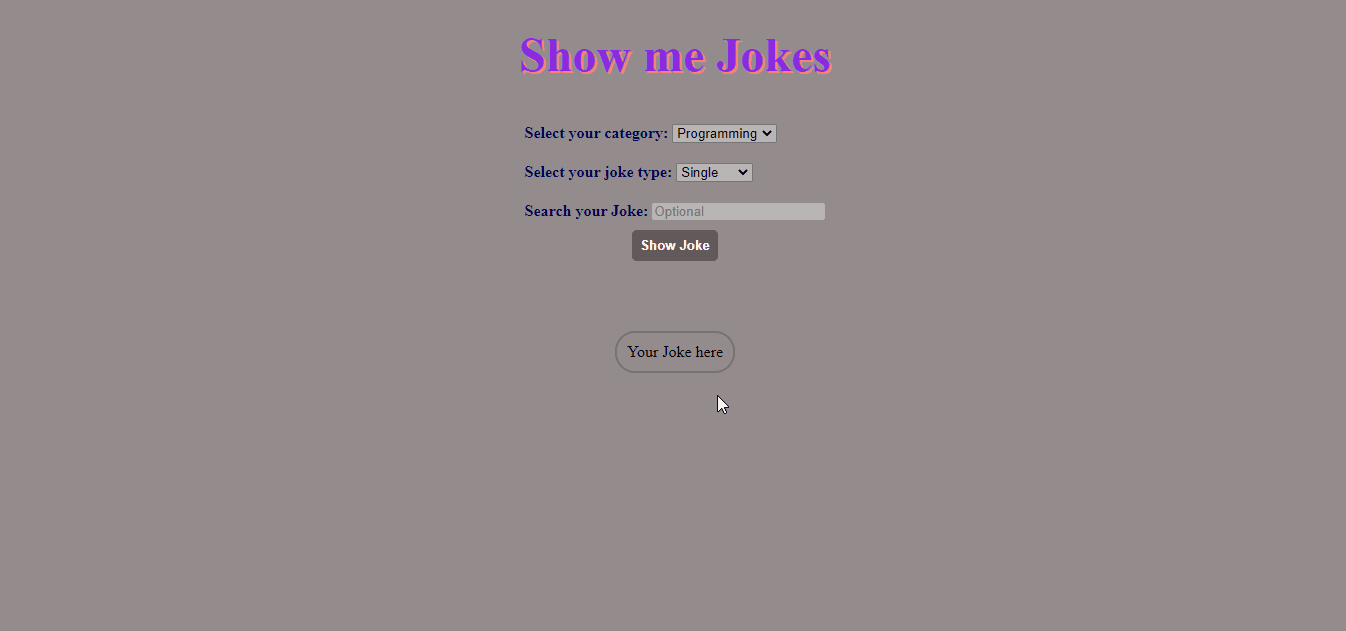 Show me Jokes
Select your category: Programming
Select your joke type: Single
Search your Joke: Optional
Show Joke
Your Joke here